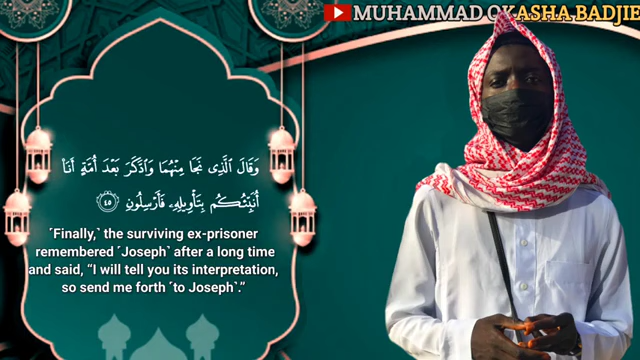 MUHAMMAD OKASHA BADJIE
وَقَالَ ٱلَّذِى نَجَا مِنْهُمَا وَٱدَّكَرَ بَعْدَ أُمَّةٍ أَنَا۠
أُنَبِّئُكُم بِتَأْوِيلِهِۦ فَأَرْسِلُونِ ٤٥
˹Finally,˺ the surviving ex-prisoner
remembered ˹Joseph˺ after a long time
and said, “I will tell you its interpretation,
so send me forth ˹to Joseph˺.”